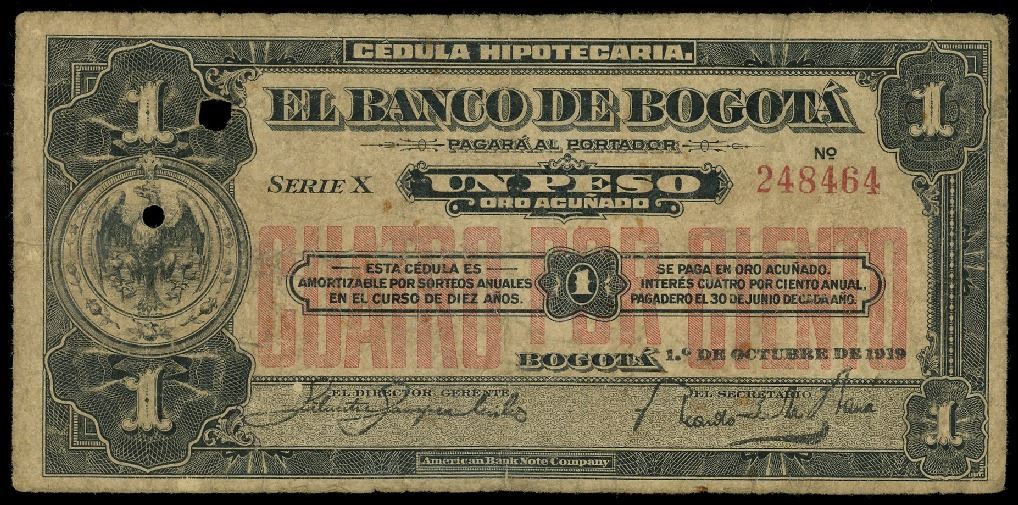 CÉDULA HIPOTECARIA.
1
1
EL BANCO DE BOGOTÁ
PAGARÁ AL PORTADOR
Nº
SERIE X
UN PESO
248464
ORO ACUÑADO
CUATRO POR CIENTO
ESTA CÉDULA ES
AMORTIZABLE POR SORTEOS ANUALES
EN EL CURSO DE DIEZ AÑOS.
1
SE PAGA EN ORO ACUÑADO.
INTERÉS CUATRO POR CIENTO ANUAL,
PAGADERO EL 30 DE JUNIO DE CADA AÑO.
BOGOTÁ 1.º DE OCTUBRE DE 1919
EL DIRECTOR GERENTE
EL SECRETARIO
1
1
American Bank Note Company